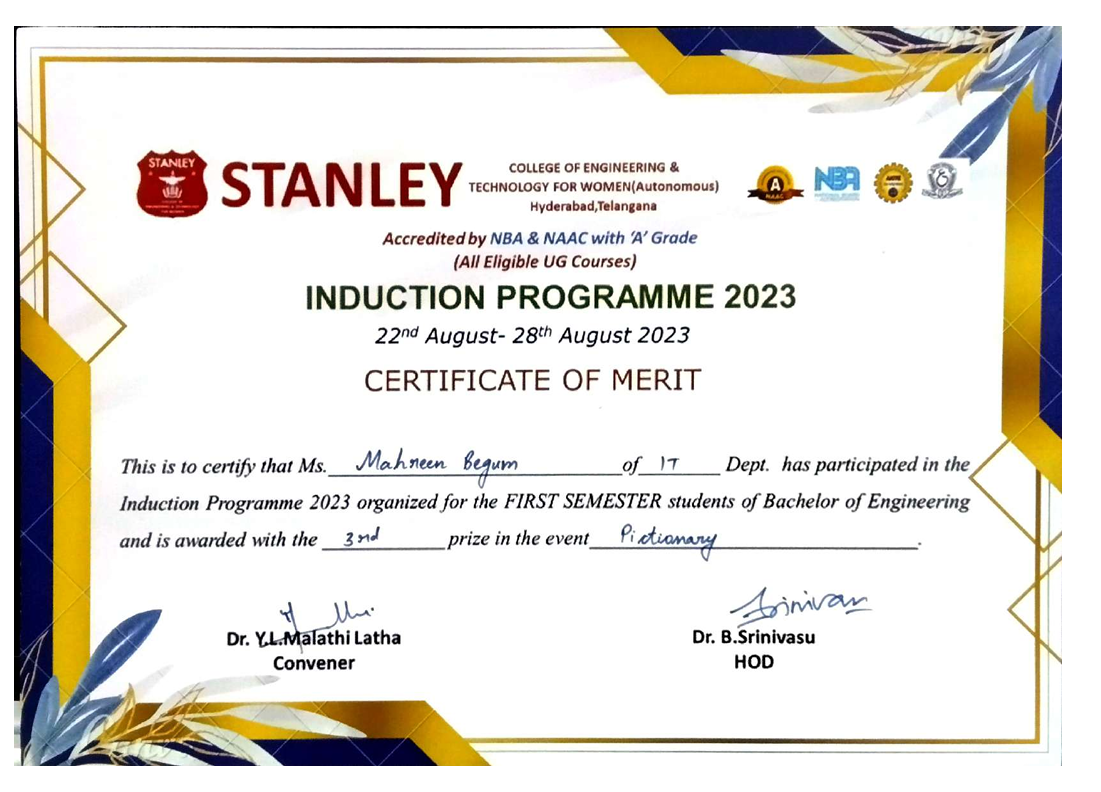 STANLEY
STANLEY
COLLEGE OF ENGINEERING &
TECHNOLOGY FOR WOMEN(Autonomous)
Hyderabad,Telangana
A
NAAC
NBA
Accredited by NBA & NAAC with ‘A’ Grade
(All Eligible UG Courses)
INDUCTION PROGRAMME 2023
22nd August- 28th August 2023
CERTIFICATE OF MERIT
This is to certify that Ms. Mahreen Begum of IT Dept. has participated in the
Induction Programme 2023 organized for the FIRST SEMESTER students of Bachelor of Engineering
and is awarded with the 3rd prize in the event Pictionary.
Srinivas
Dr. Y.L.Malathi Latha
Dr. B.Srinivasu
Convener
HOD